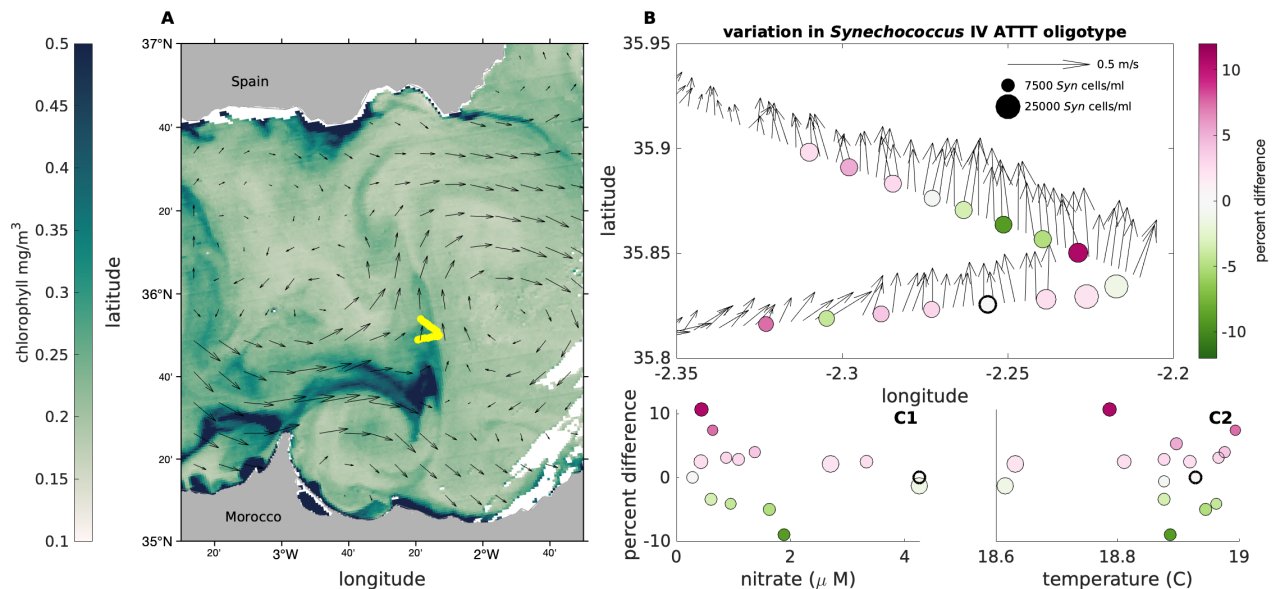 A
B
variation in Synechococcus IV ATTT oligotype
chlorophyll mg/m³
0.5
0.45
0.4
0.35
0.3
0.25
0.2
0.15
0.1
latitude
37°N
40'
20'
36°N
40'
20'
35°N
Spain
Morocco
20'
3°W
40'
20'
2°W
20'
longitude
latitude
35.95
35.9
35.85
35.8
0.5 m/s
7500 Syn cells/ml
25000 Syn cells/ml
-2.35
-2.3
-2.25
-2.2
longitude
10
5
0
-5
-10
percent difference
percent difference
10
0
-10
C1
0
2
4
nitrate (μ M)
C2
18.6
18.8
19
temperature (C)